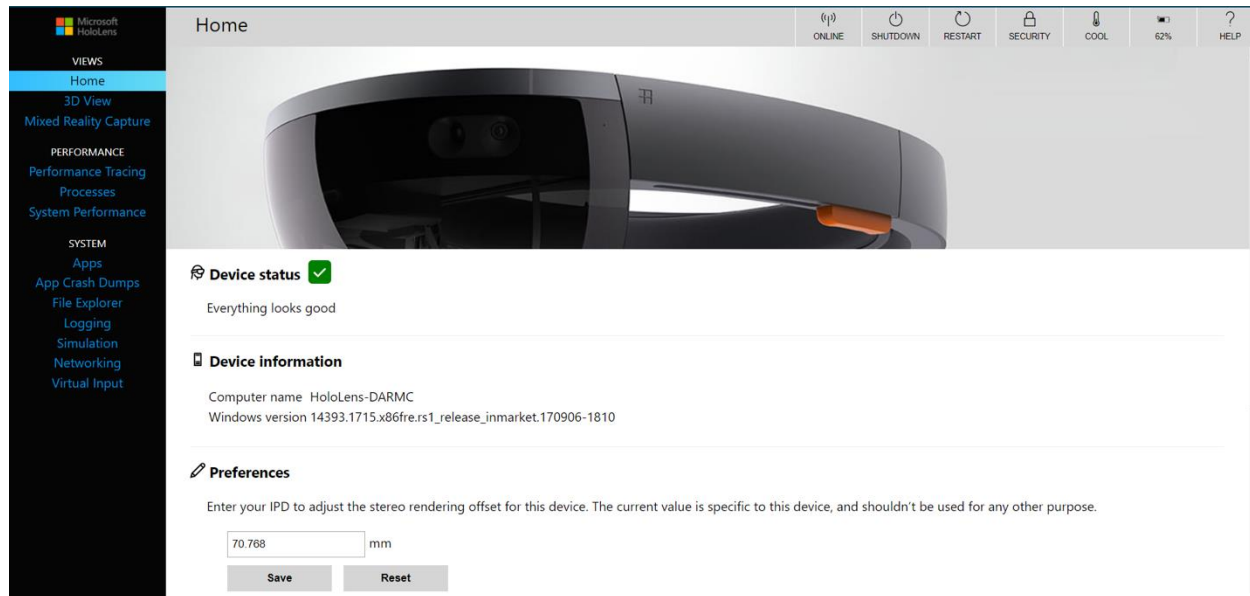 Microsoft
HoloLens
VIEWS
Home
3D View
Mixed Reality Capture
PERFORMANCE
Performance Tracing
Processes
System Performance
SYSTEM
Apps
App Crash Dumps
File Explorer
Logging
Simulation
Networking
Virtual Input
Home
ONLINE
SHUTDOWN
RESTART
SECURITY
COOL
62%
HELP
Device status
Everything looks good
Device information
Computer name HoloLens-DARMC
Windows version 14393.1715.x86fre.rs1_release_inmarket.170906-1810
Preferences
Enter your IPD to adjust the stereo rendering offset for this device. The current value is specific to this device, and shouldn't be used for any other purpose.
70.768 mm
Save Reset